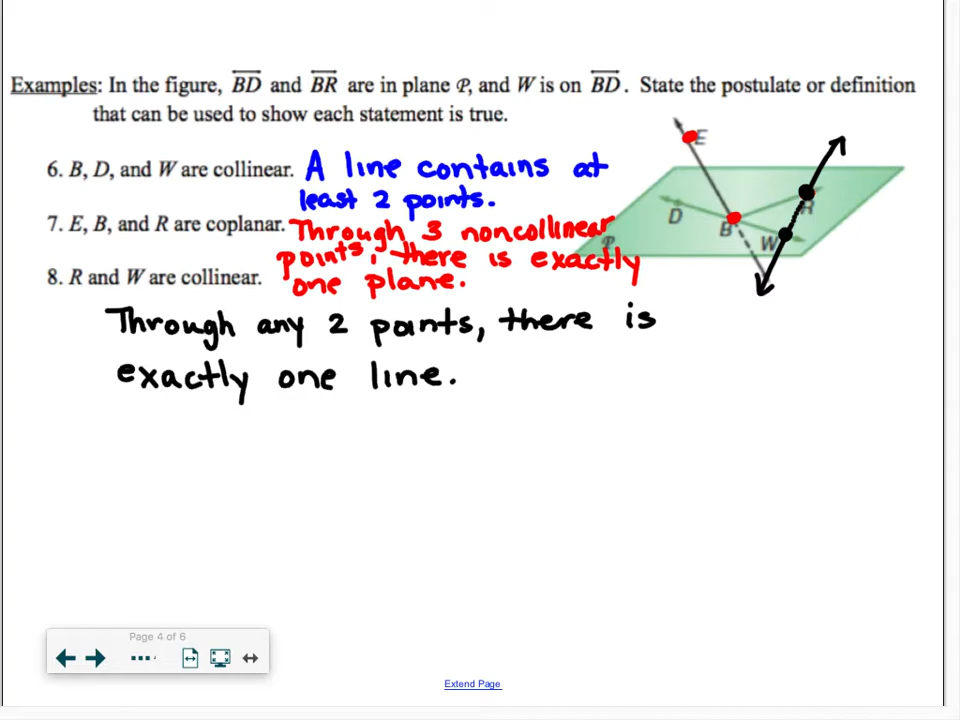 Examples: In the figure, BD and BR are in plane P, and W is on BD. State the postulate or definition
that can be used to show each statement is true.
6. B, D, and W are collinear. A line contains at
least 2 points.
7. E, B, and R are coplanar. Through 3 noncollinear
points, there is exactly
one plane.
8. R and W are collinear.
Through any 2 points, there is
exactly one line.
E
D
B
R
W
P
Page 4 of 6
Extend Page